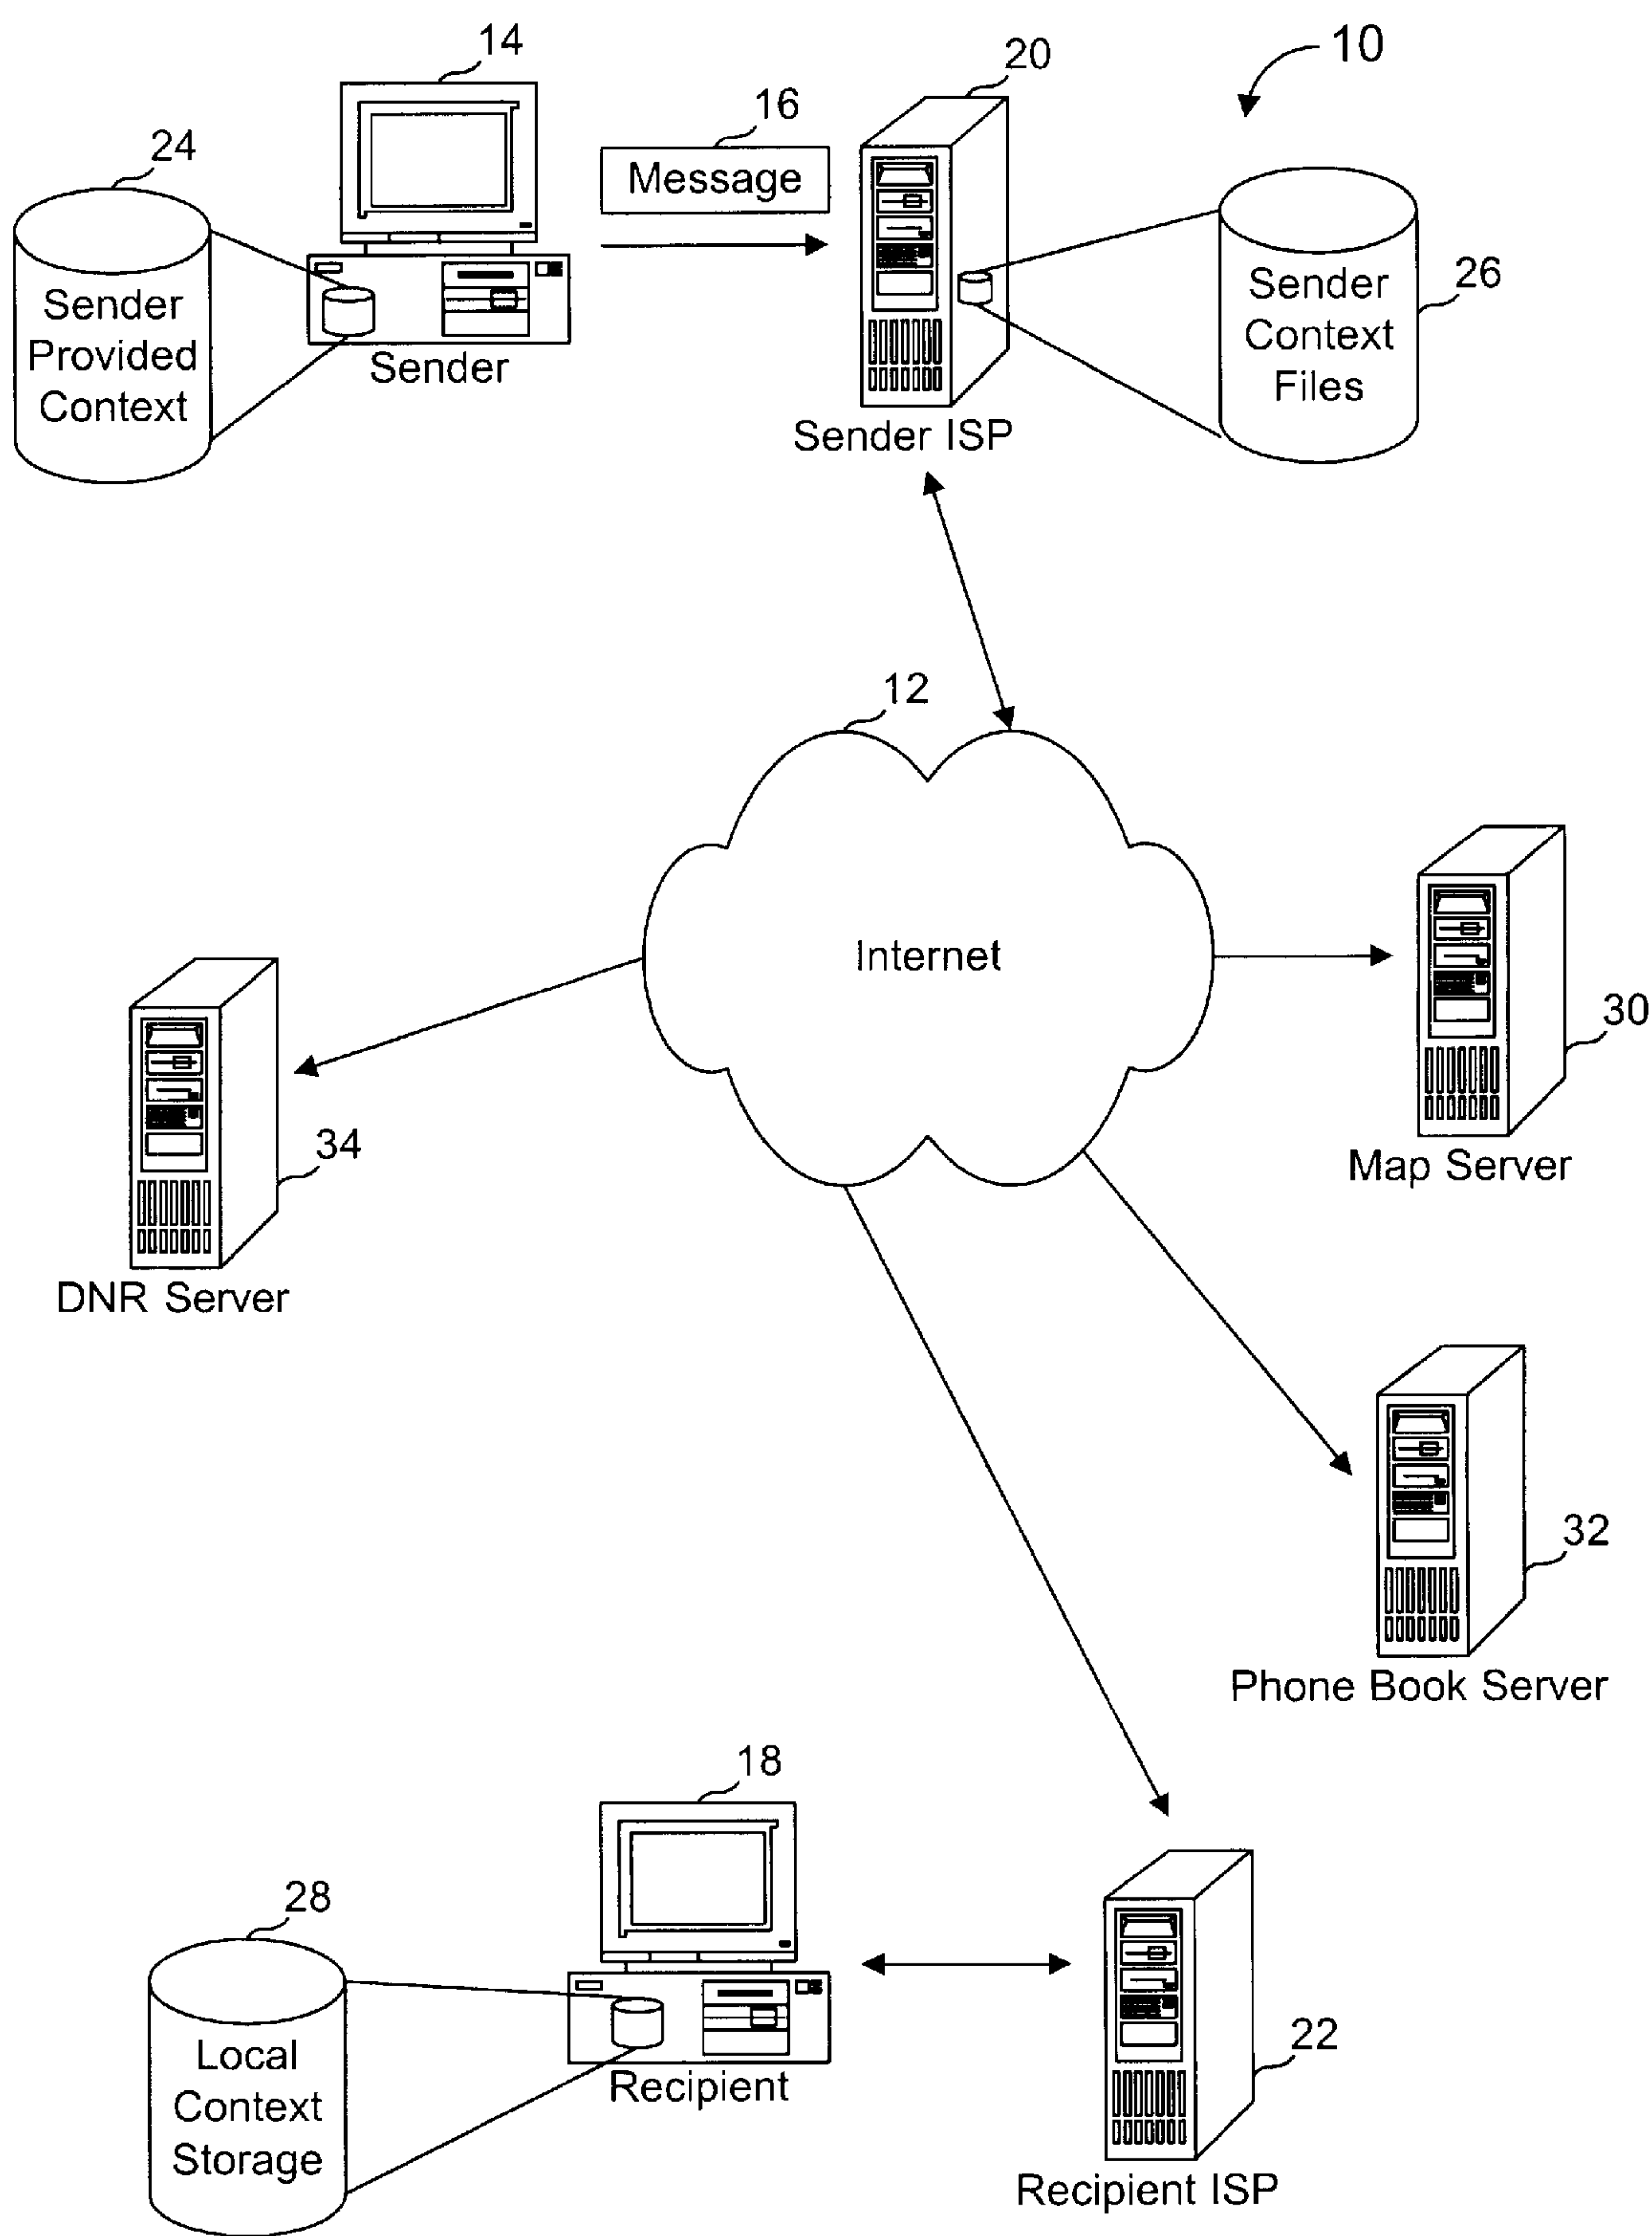 14
20
10
16
24
Message
Sender
Provided
Context
Sender
Sender
Context
Files
26
Sender ISP
12
Internet
30
Map Server
34
DNR Server
32
Phone Book Server
18
28
Local
Context
Storage
Recipient
22
Recipient ISP